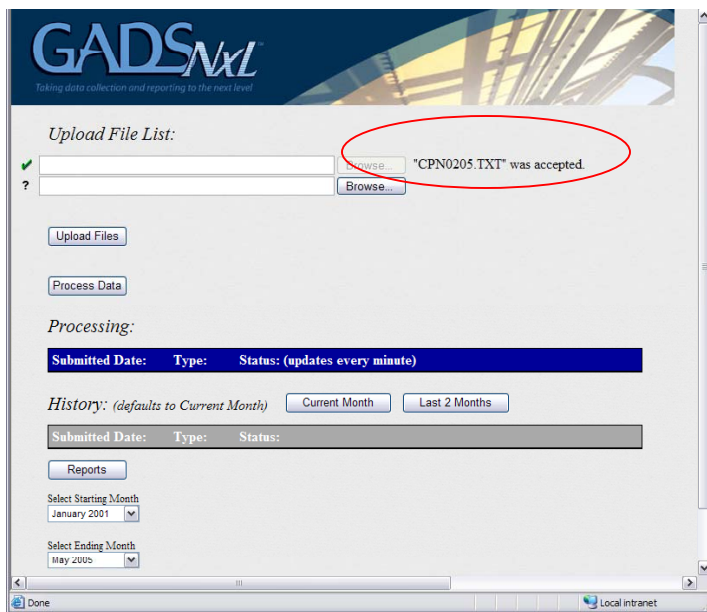 GADSNxL
Taking data collection and reporting to the next level
Upload File List:
Browse... "CPN0205.TXT" was accepted.
? Browse...
Upload Files
Process Data
Processing:
Submitted Date: Type: Status: (updates every minute)
History: (defaults to Current Month) Current Month Last 2 Months
Submitted Date: Type: Status:
Reports
Select Starting Month
January 2001
Select Ending Month
May 2005
Done Local intranet